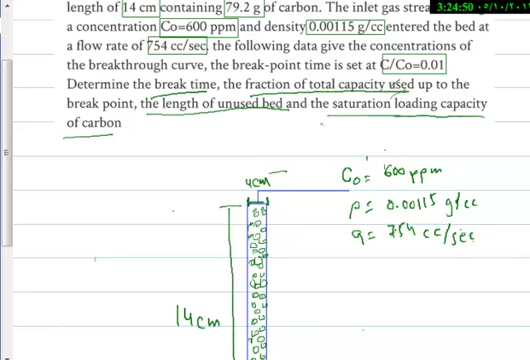 length of 14 cm containing 79.2 g of carbon. The inlet gas strea
3:24:50
a concentration Co=600 ppm and density 0.00115 g/cc entered the bed at
a flow rate of 754 cc/sec, the following data give the concentrations
of the breakthrough curve, the break-point time is set at C/Co=0.01
Determine the break time, the fraction of total capacity used up to the
break point, the length of unused bed and the saturation loading capacity
of carbon
4cm
Co = 600 ppm
ρ = 0.00115 g/cc
q = 754 cc/sec
14cm